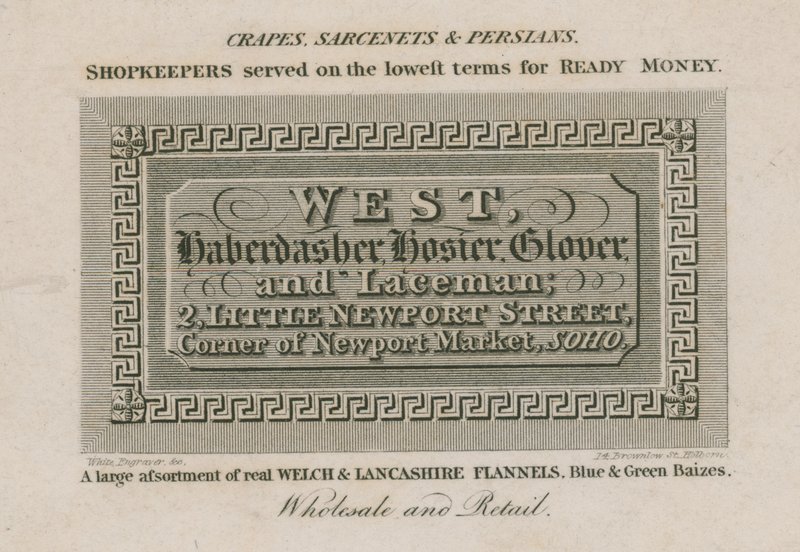 CRAPES, SARCENETS & PERSIANS.
SHOPKEEPERS served on the loweſt terms for READY MONEY.
WEST,
Haberdasher, Hosier, Glover,
and Laceman;
2, LITTLE NEWPORT STREET,
Corner of Newport Market, SOHO.
White, Engraver, &c, 14, Brownlow St. Holborn.
A large aſsortment of real WELCH & LANCASHIRE FLANNELS, Blue & Green Baizes.
Wholesale and Retail.